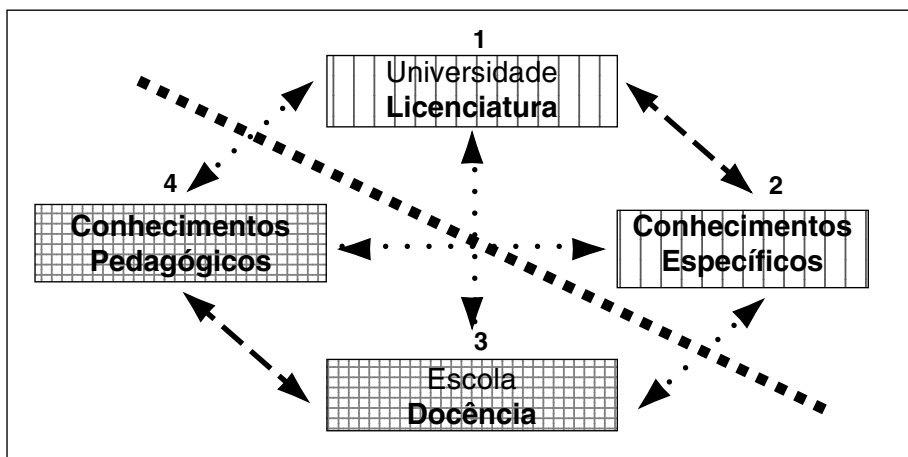 1
Universidade
Licenciatura
4
Conhecimentos
Pedagógicos
2
Conhecimentos
Específicos
3
Escola
Docência